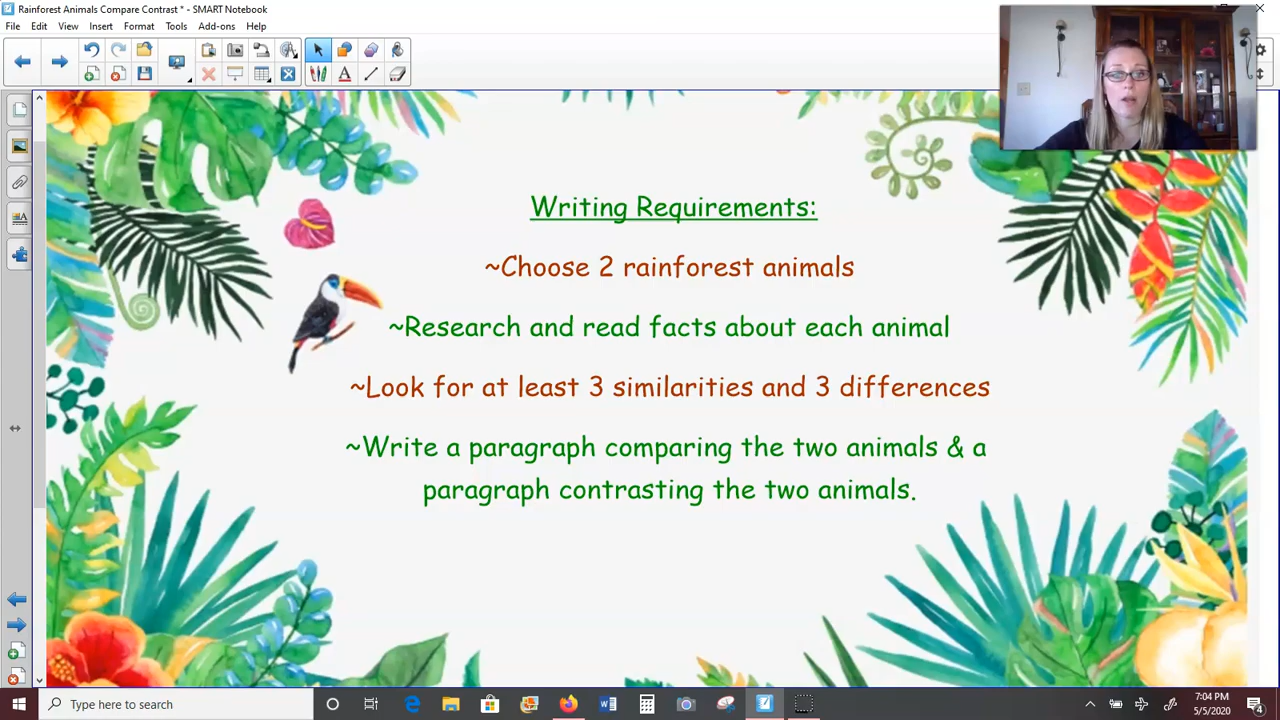 Rainforest Animals Compare Contrast * - SMART Notebook
File Edit View Insert Format Tools Add-ons Help
Writing Requirements:
~Choose 2 rainforest animals
~Research and read facts about each animal
~Look for at least 3 similarities and 3 differences
~Write a paragraph comparing the two animals & a
paragraph contrasting the two animals.
Type here to search
7:04 PM
5/5/2020